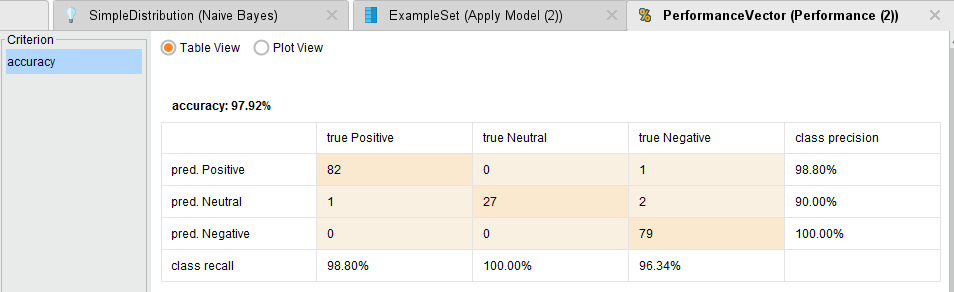 SimpleDistribution (Naive Bayes) ExampleSet (Apply Model (2)) PerformanceVector (Performance (2))
Criterion
accuracy
Table View Plot View
accuracy: 97.92%
true Positive true Neutral true Negative class precision
pred. Positive 82 0 1 98.80%
pred. Neutral 1 27 2 90.00%
pred. Negative 0 0 79 100.00%
class recall 98.80% 100.00% 96.34%